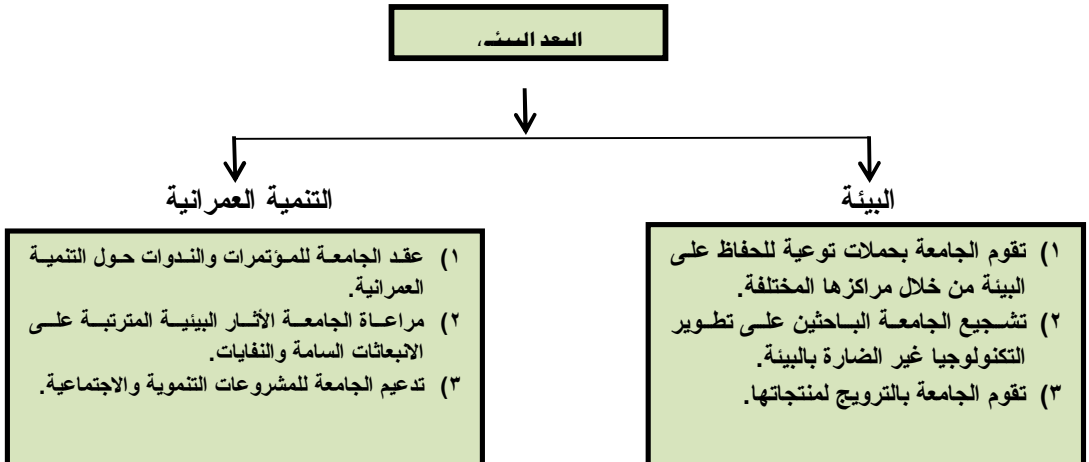 البعد البيئي
البيئة
١) تقوم الجامعة بحملات توعية للحفاظ على
البيئة من خلال مراكزها المختلفة.
٢) تشجيع الجامعة الباحثين على تطوير
التكنولوجيا غير الضارة بالبيئة.
٣) تقوم الجامعة بالترويج لمنتجاتها.
التنمية العمرانية
١) عقد الجامعة للمؤتمرات والندوات حول التنمية
العمرانية.
٢) مراعاة الجامعة الأثار البيئية المترتبة على
الانبعاثات السامة والنفايات.
٣) تدعيم الجامعة للمشروعات التنموية والاجتماعية.